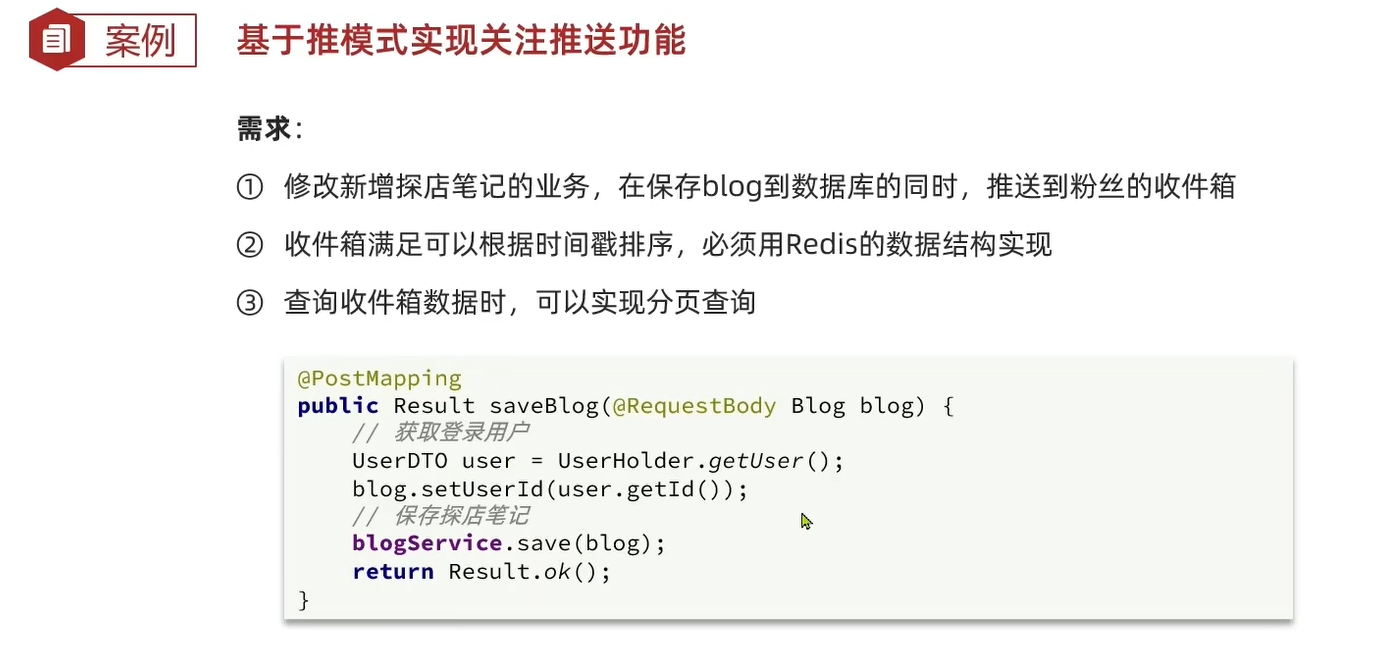 案例
基于推模式实现关注推送功能
需求：
① 修改新增探店笔记的业务，在保存blog到数据库的同时，推送到粉丝的收件箱
② 收件箱满足可以根据时间戳排序，必须用Redis的数据结构实现
③ 查询收件箱数据时，可以实现分页查询
@PostMapping
public Result saveBlog(@RequestBody Blog blog) {
    // 获取登录用户
    UserDTO user = UserHolder.getUser();
    blog.setUserId(user.getId());
    // 保存探店笔记
    blogService.save(blog);
    return Result.ok();
}